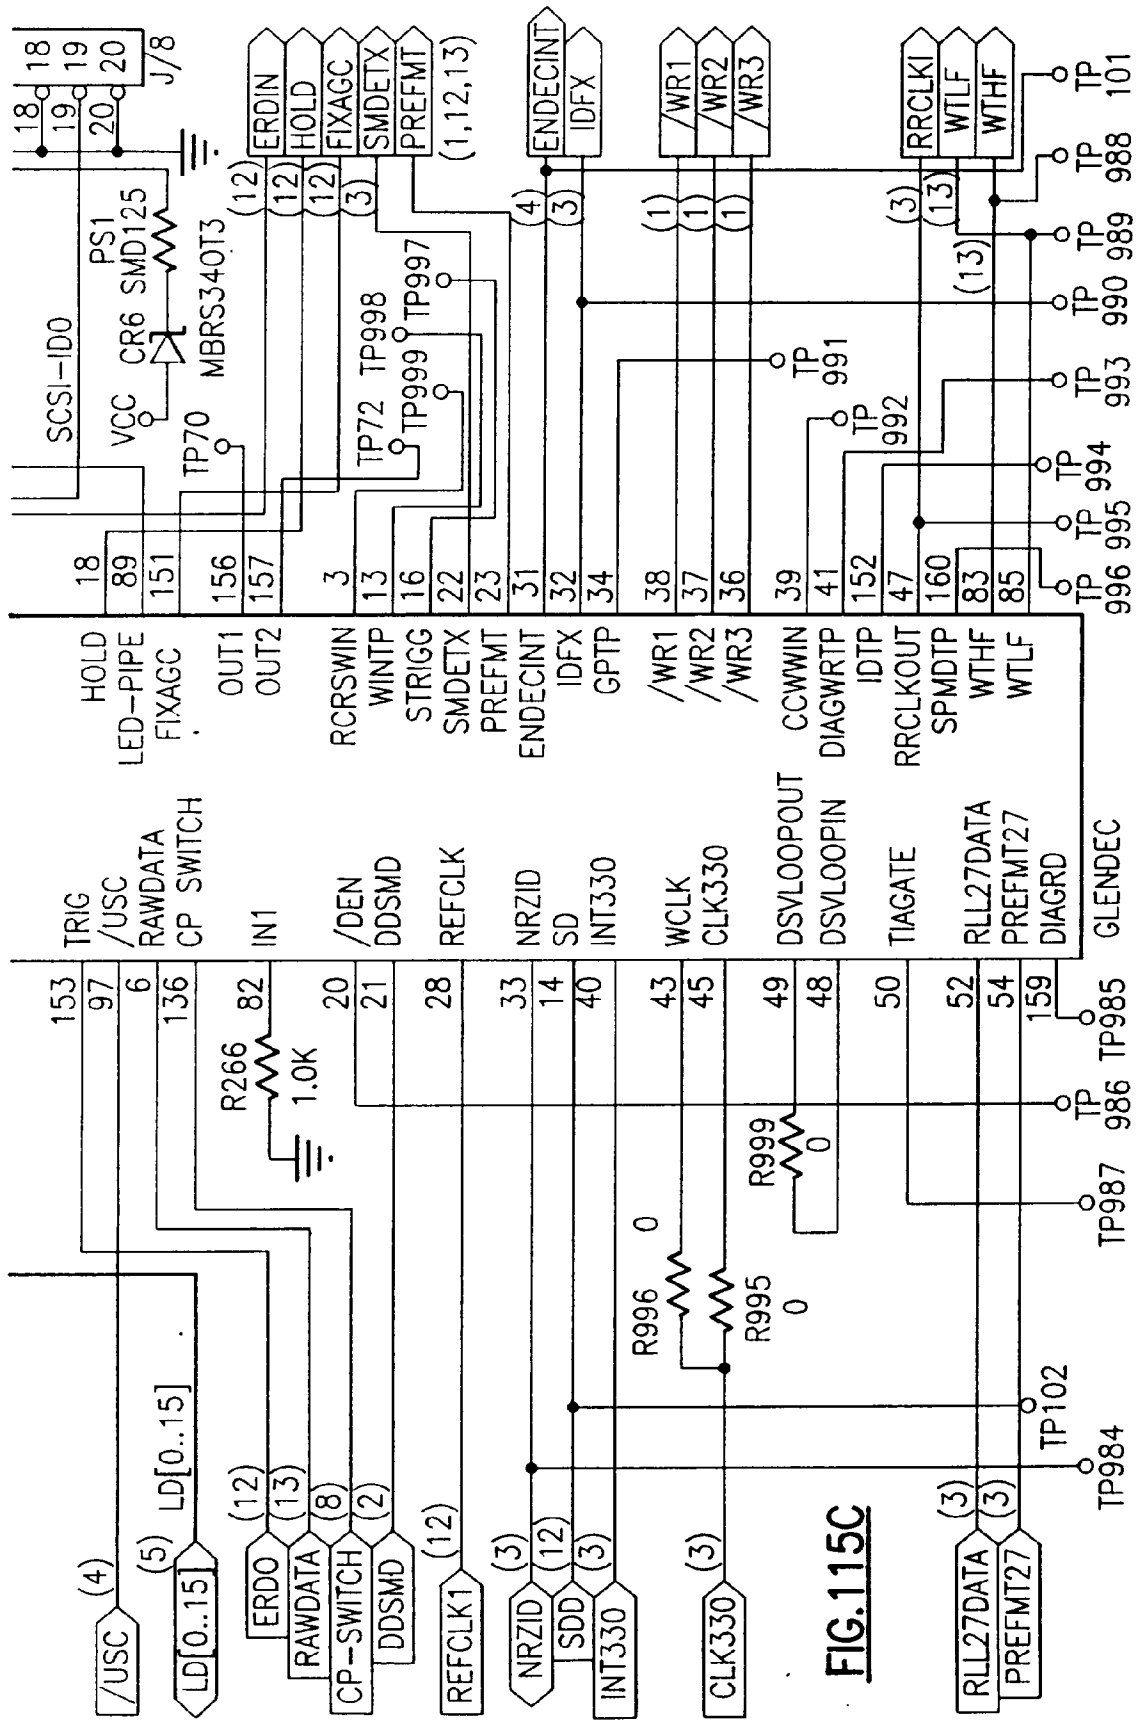 /USC
(4)
LD[0..15]
(5)
LD[0..15]
ERDO
(12)
RAWDATA
(13)
CP-SWITCH
(8)
DDSMD
(2)
REFCLK1
(12)
NRZID
(3)
SDD
(12)
INT330
(3)
CLK330
(3)
RLL27DATA
(3)
PREFMT27
(3)
R266
1.0K
R996
0
R995
0
R999
0
TP984
TP102
TP987
TP
986
TP985
153 TRIG
97 /USC
6 RAWDATA
136 CP SWITCH
82 IN1
20 /DEN
21 DDSMD
28 REFCLK
33 NRZID
14 SD
40 INT330
43 WCLK
45 CLK330
49 DSVLOOPOUT
48 DSVLOOPIN
50 TIAGATE
52 RLL27DATA
54 PREFMT27
159 DIAGRD
GLENDEC
HOLD 18
LED-PIPE 89
FIXAGC 151
OUT1 156
OUT2 157
RCRSWIN 3
WINTP 13
STRIGG 16
SMDETX 22
PREFMT 23
ENDECINT 31
IDFX 32
GPTP 34
/WR1 38
/WR2 37
/WR3 36
CCWWIN 39
DIAGWRTP 41
IDTP 152
RRCLKOUT 47
SPMDTP 160
WTHF 83
WTLF 85
SCSI-ID0
VCC
CR6
MBRS340T3
PS1
SMD125
TP70
TP72
TP999
TP998
TP997
18 18
19 19
20 20
J/8
(12) ERDIN
(12) HOLD
(12) FIXAGC
(3) SMDETX
PREFMT
(1,12,13)
(4) ENDECINT
(3) IDFX
(1) /WR1
(1) /WR2
(1) /WR3
(3) RRCLKI
(13) WTLF
(13) WTHF
TP
996
TP
995
TP
994
TP
993
TP
992
TP
991
TP
990
TP
989
TP
988
TP
101
FIG.115C